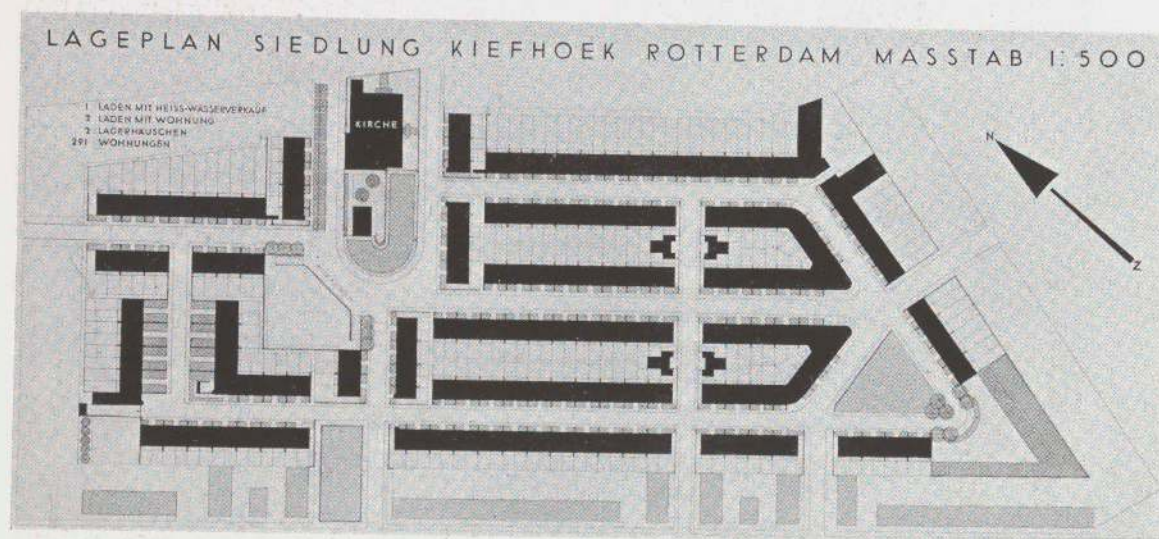 LAGEPLAN SIEDLUNG KIEFHOEK ROTTERDAM MASSTAB 1:500
1 LADEN MIT HEISS-WASSERVERKAUF
2 LADEN MIT WOHNUNG
2 LAGERHÄUSCHEN
291 WOHNUNGEN
KIRCHE
N
Z